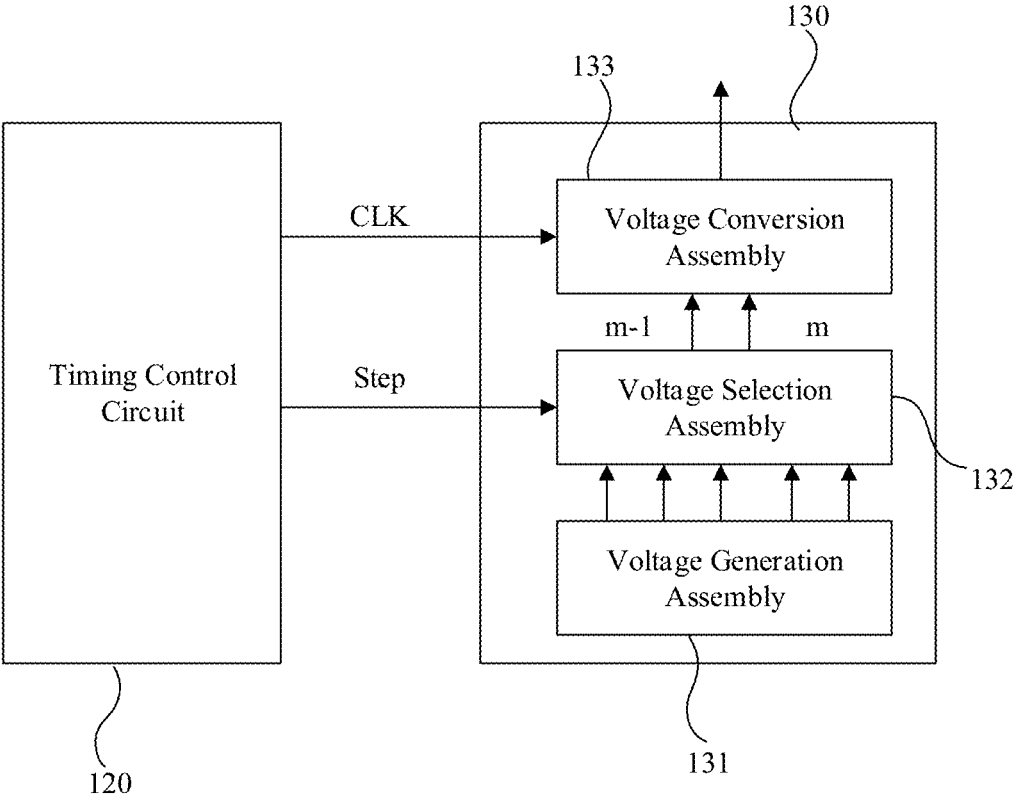 130
133
CLK
Voltage Conversion
Assembly
m-1
m
Timing Control
Circuit
Step
Voltage Selection
Assembly
132
Voltage Generation
Assembly
131
120